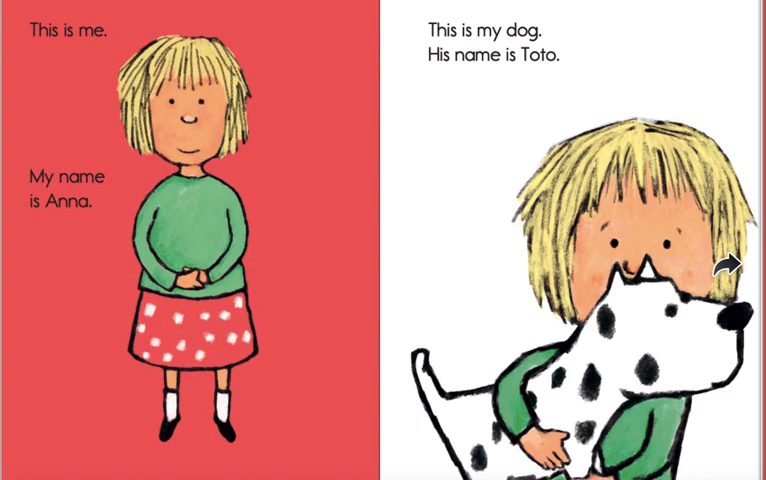 This is me.
My name
is Anna.
This is my dog.
His name is Toto.